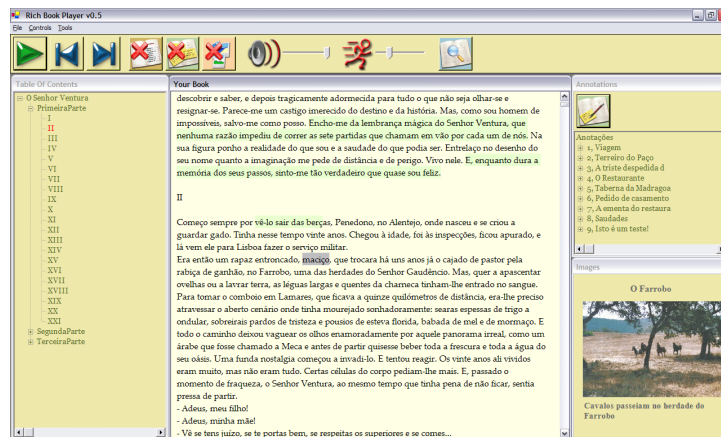 Rich Book Player v0.5
File Controls Tools
Table Of Contents
O Senhor Ventura
PrimeiraParte
I
II
III
IV
V
VI
VII
VIII
IX
X
XI
XII
XIII
XIV
XV
XVI
XVII
XVIII
XIX
XX
XXI
SegundaParte
TerceiraParte
Your Book
descobrir e saber, e depois tragicamente adormecida para tudo o que não seja olhar-se e
resignar-se. Parece-me um castigo imerecido do destino e da história. Mas, como sou homem de
impossíveis, salvo-me como posso. Encho-me da lembrança mágica do Senhor Ventura, que
nenhuma razão impediu de correr as sete partidas que chamam em vão por cada um de nós. Na
sua figura ponho a realidade do que sou e a saudade do que podia ser. Entrelaço no desenho do
seu nome quanto a imaginação me pede de distância e de perigo. Vivo nele. E, enquanto dura a
memória dos seus passos, sinto-me tão verdadeiro que quase sou feliz.
II
Começo sempre por vê-lo sair das berças, Penedono, no Alentejo, onde nasceu e se criou a
guardar gado. Tinha nesse tempo vinte anos. Chegou à idade, foi às inspecções, ficou apurado, e
lá vem ele para Lisboa fazer o serviço militar.
Era então um rapaz entroncado, maciço, que trocara há uns anos já o cajado de pastor pela
rabiça de ganhão, no Farrobo, uma das herdades do Senhor Gaudêncio. Mas, quer a apascentar
ovelhas ou a lavrar terra, as léguas largas e quentes da charneca tinham-lhe entrado no sangue.
Para tomar o comboio em Lamares, que ficava a quinze quilómetros de distância, era-lhe preciso
atravessar o aberto cenário onde tinha mourejado sonhadoramente: searas espessas de trigo a
ondular, sobreirais pardos de tristeza e pousios de esteva florida, babada de mel e de mormaço. E
todo o caminho deixou vaguear os olhos enamoradamente por aquele panorama irreal, como um
árabe que fosse chamado a Meca e antes de partir quisesse beber toda a frescura e toda a água do
seu oásis. Uma funda nostalgia começou a invadi-lo. E tentou reagir. Os vinte anos ali vividos
eram muito, mas não eram tudo. Certas células do corpo pediam-lhe mais. E, passado o
momento de fraqueza, o Senhor Ventura, ao mesmo tempo que tinha pena de não ficar, sentia
pressa de partir.
- Adeus, meu filho!
- Adeus, minha mãe!
- Vê se tens juízo, se te portas bem, se respeitas os superiores e se comes...
Annotations
Anotações
1, Viagem
2, Terreiro do Paço
3, A triste despedida d
4, O Restaurante
5, Taberna da Madragoa
6, Pedido de casamento
7, A ementa do restaura
8, Saudades
9, Isto é um teste!
Images
O Farrobo
Cavalos passeiam no herdade do
Farrobo